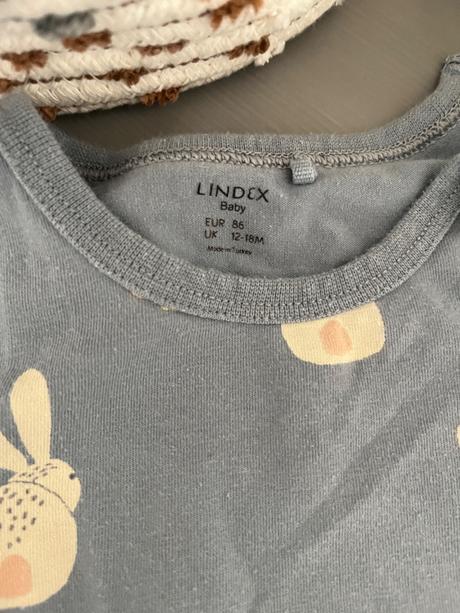 LINDEX
Baby
EUR 86
UK 12-18M
Made in Turkey